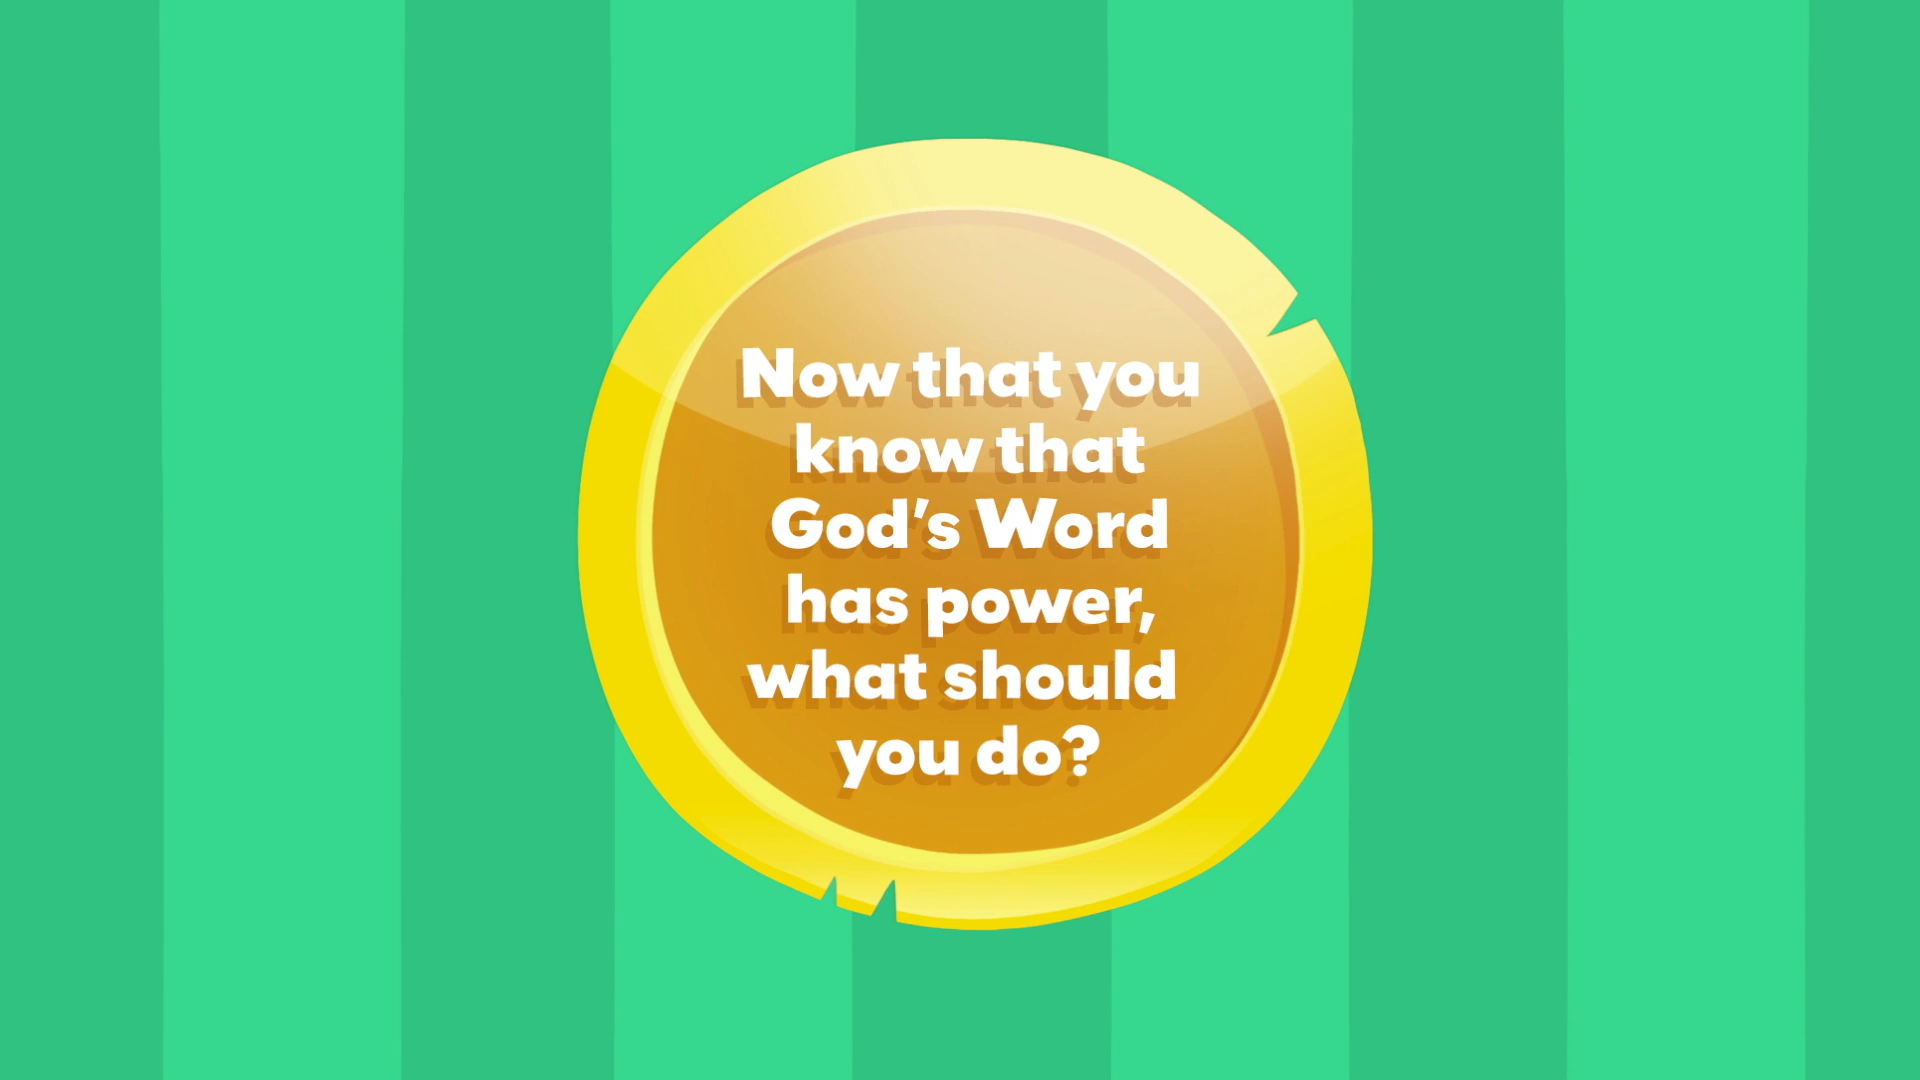 Now that you
know that
God's Word
has power,
what should
you do?